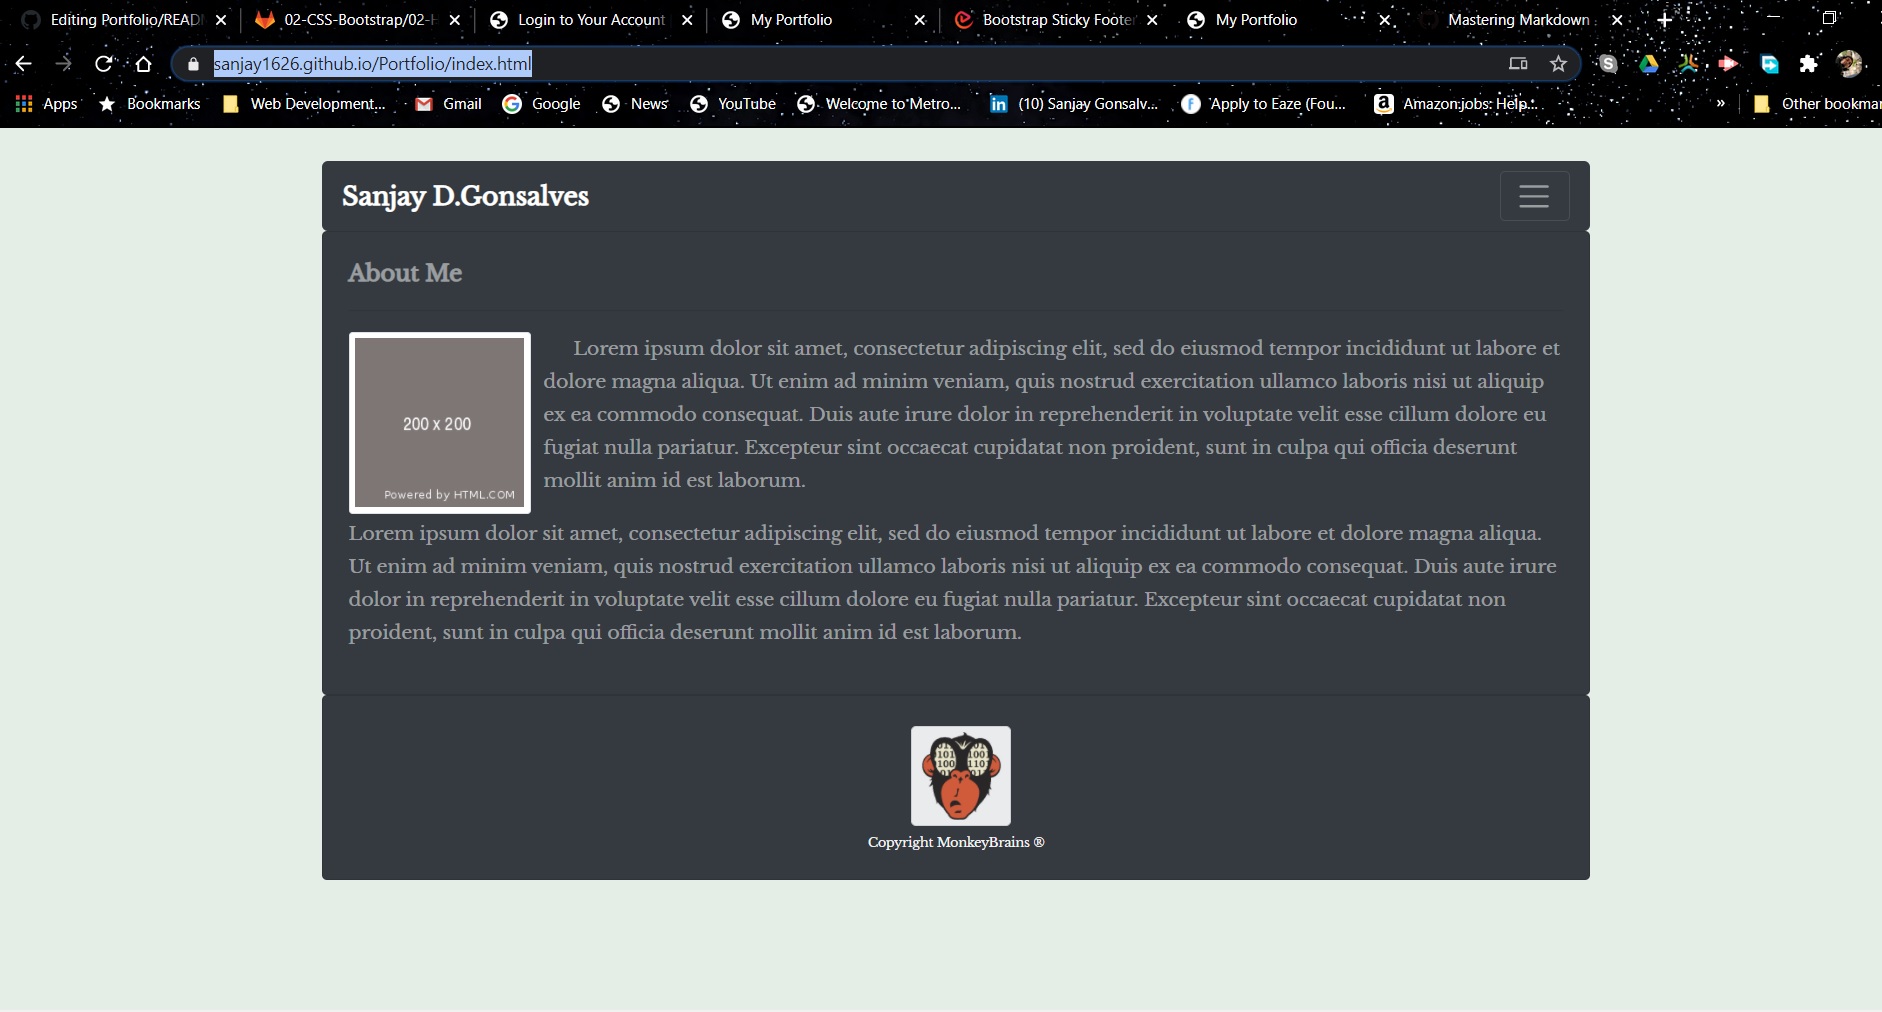 Editing Portfolio/READ
02-CSS-Bootstrap/02-H
Login to Your Account
My Portfolio
Bootstrap Sticky Footer
My Portfolio
Mastering Markdown
sanjay1626.github.io/Portfolio/index.html
Apps
Bookmarks
Web Development...
Gmail
Google
News
YouTube
Welcome to Metro...
(10) Sanjay Gonsalv...
Apply to Eaze (Fou...
Amazon.jobs: Help...
»
Other bookmar
Sanjay D.Gonsalves
About Me
200 x 200
Powered by HTML.COM
Lorem ipsum dolor sit amet, consectetur adipiscing elit, sed do eiusmod tempor incididunt ut labore et
dolore magna aliqua. Ut enim ad minim veniam, quis nostrud exercitation ullamco laboris nisi ut aliquip
ex ea commodo consequat. Duis aute irure dolor in reprehenderit in voluptate velit esse cillum dolore eu
fugiat nulla pariatur. Excepteur sint occaecat cupidatat non proident, sunt in culpa qui officia deserunt
mollit anim id est laborum.
Lorem ipsum dolor sit amet, consectetur adipiscing elit, sed do eiusmod tempor incididunt ut labore et dolore magna aliqua.
Ut enim ad minim veniam, quis nostrud exercitation ullamco laboris nisi ut aliquip ex ea commodo consequat. Duis aute irure
dolor in reprehenderit in voluptate velit esse cillum dolore eu fugiat nulla pariatur. Excepteur sint occaecat cupidatat non
proident, sunt in culpa qui officia deserunt mollit anim id est laborum.
Copyright MonkeyBrains ®